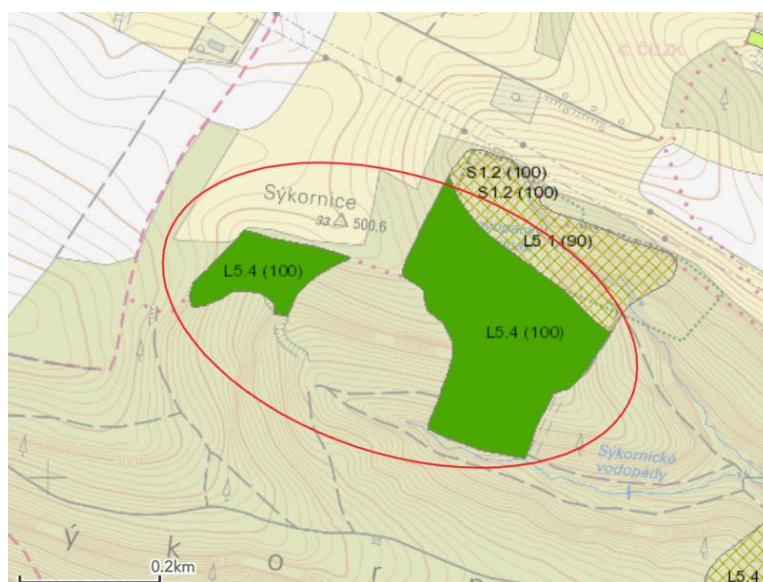 © ČÚZK
S1.2 (100)
S1.2 (100)
Sýkornice
33 500,6
L5.1 (90)
L5.4 (100)
L5.4 (100)
Sýkornické
vodopády
ý k o r
0.2km
L5.4